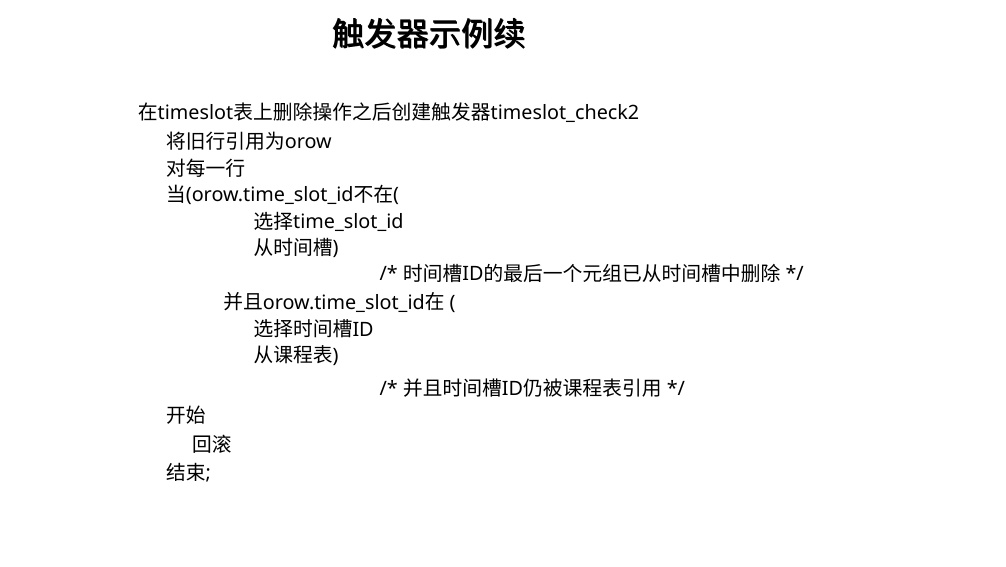 触发器示例续
在timeslot表上删除操作之后创建触发器timeslot_check2
将旧行引用为orow
对每一行
当(orow.time_slot_id不在(
选择time_slot_id
从时间槽)
/* 时间槽ID的最后一个元组已从时间槽中删除 */
并且orow.time_slot_id在 (
选择时间槽ID
从课程表)
/* 并且时间槽ID仍被课程表引用 */
开始
回滚
结束;